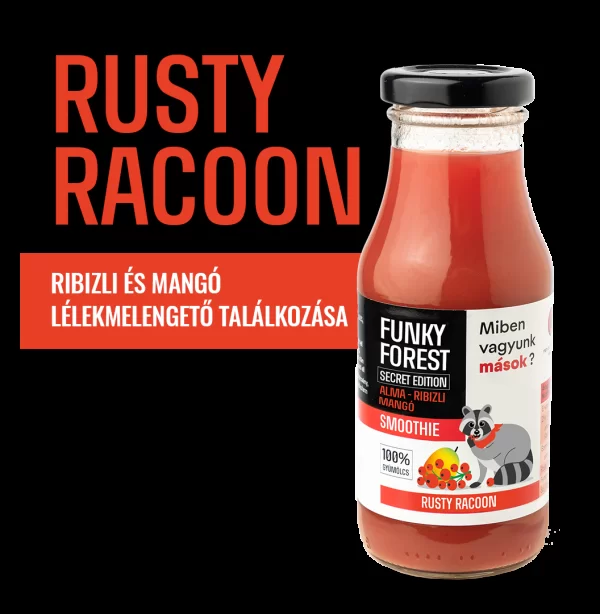 RUSTY
RACOON
RIBIZLI ÉS MANGÓ
LÉLEKMELENGETŐ TALÁLKOZÁSA
FUNKY
FOREST
SECRET EDITION
ALMA - RIBIZLI
MANGÓ
SMOOTHIE
100%
GYÜMÖLCS
RUSTY RACOON
Miben
vagyunk
mások?